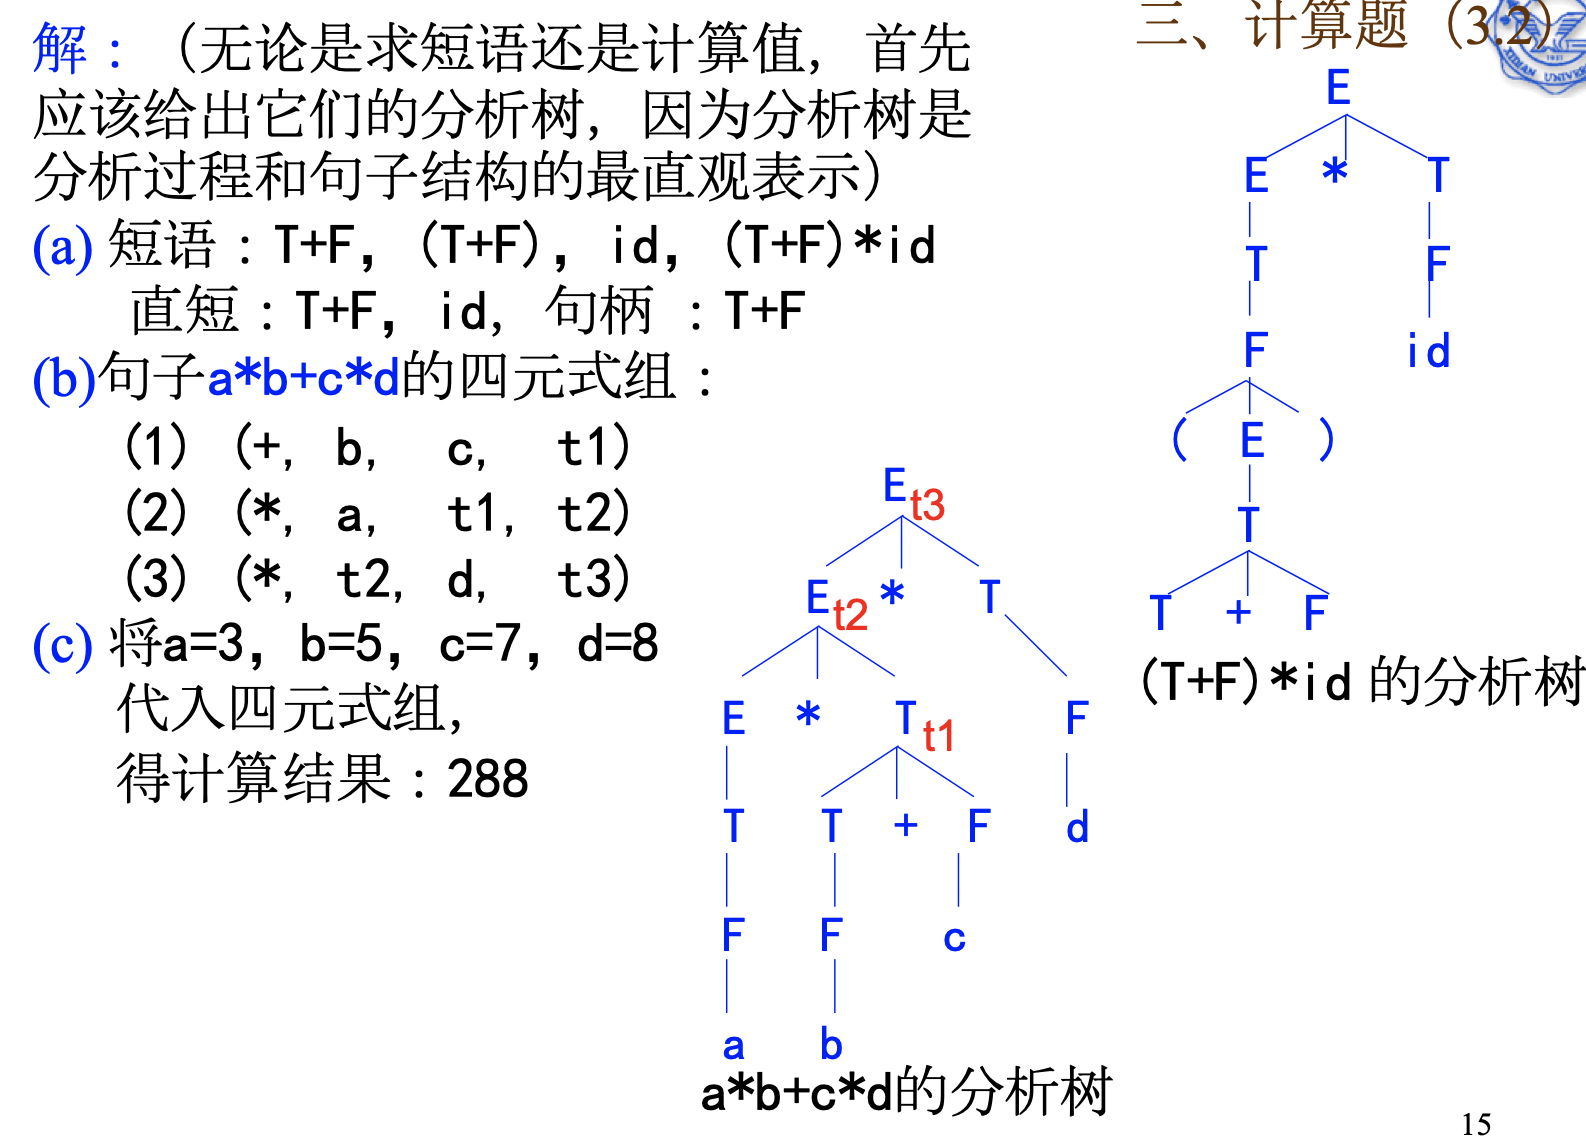 三、计算题（3.2）
解：（无论是求短语还是计算值，首先
应该给出它们的分析树，因为分析树是
分析过程和句子结构的最直观表示）
(a) 短语：T+F，(T+F)，id，(T+F)*id
直短：T+F，id，句柄：T+F
(b)句子a*b+c*d的四元式组：
(1) (+, b, c, t1)
(2) (*, a, t1, t2)
(3) (*, t2, d, t3)
(c) 将a=3，b=5，c=7，d=8
代入四元式组，
得计算结果：288
E t3
E t2 * T
E * T t1 F
T T + F d
F F c
a b
a*b+c*d的分析树
E
E * T
T F
F id
( E )
T
T + F
(T+F)*id 的分析树
15